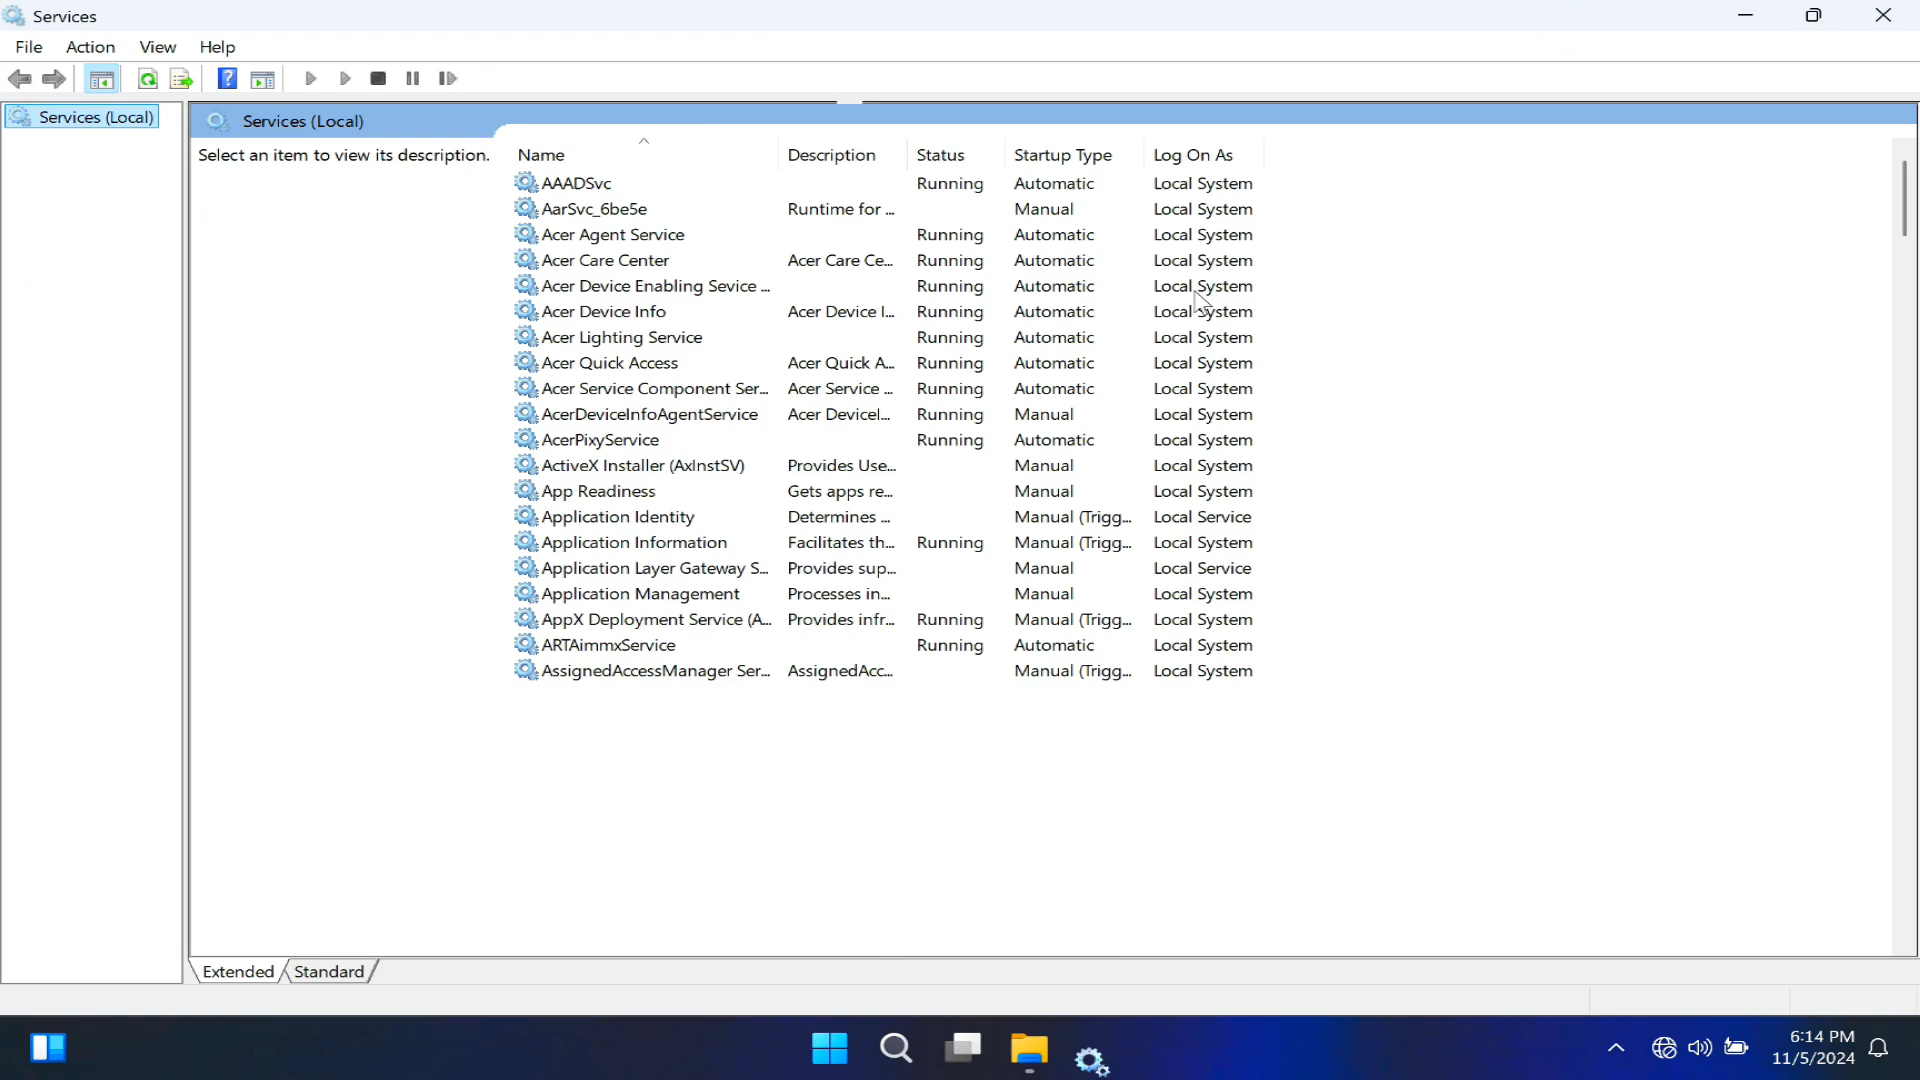 Services
File Action View Help
Services (Local)
Services (Local)
Select an item to view its description.
Name Description Status Startup Type Log On As
AAADSvc Running Automatic Local System
AarSvc_6be5e Runtime for ... Manual Local System
Acer Agent Service Running Automatic Local System
Acer Care Center Acer Care Ce... Running Automatic Local System
Acer Device Enabling Sevice ... Running Automatic Local System
Acer Device Info Acer Device I... Running Automatic Local System
Acer Lighting Service Running Automatic Local System
Acer Quick Access Acer Quick A... Running Automatic Local System
Acer Service Component Ser... Acer Service ... Running Automatic Local System
AcerDeviceInfoAgentService Acer DeviceI... Running Manual Local System
AcerPixyService Running Automatic Local System
ActiveX Installer (AxInstSV) Provides Use... Manual Local System
App Readiness Gets apps re... Manual Local System
Application Identity Determines ... Manual (Trigg... Local Service
Application Information Facilitates th... Running Manual (Trigg... Local System
Application Layer Gateway S... Provides sup... Manual Local Service
Application Management Processes in... Manual Local System
AppX Deployment Service (A... Provides infr... Running Manual (Trigg... Local System
ARTAimmxService Running Automatic Local System
AssignedAccessManager Ser... AssignedAcc... Manual (Trigg... Local System
Extended Standard
6:14 PM
11/5/2024